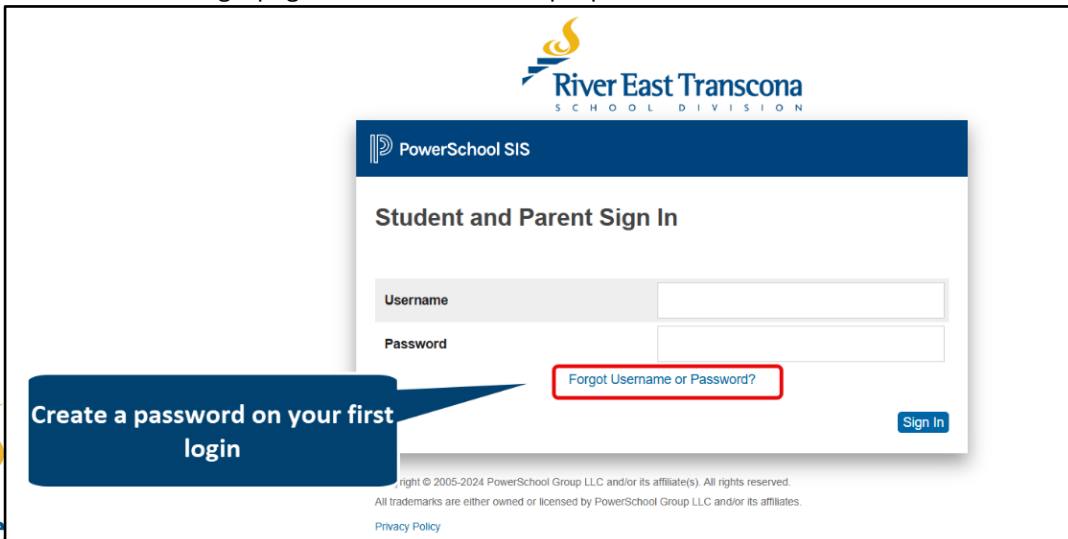 River East Transcona
SCHOOL DIVISION
PowerSchool SIS
Student and Parent Sign In
Username
Password
Forgot Username or Password?
Create a password on your first
login
Sign In
right © 2005-2024 PowerSchool Group LLC and/or its affiliate(s). All rights reserved.
All trademarks are either owned or licensed by PowerSchool Group LLC and/or its affiliates.
Privacy Policy